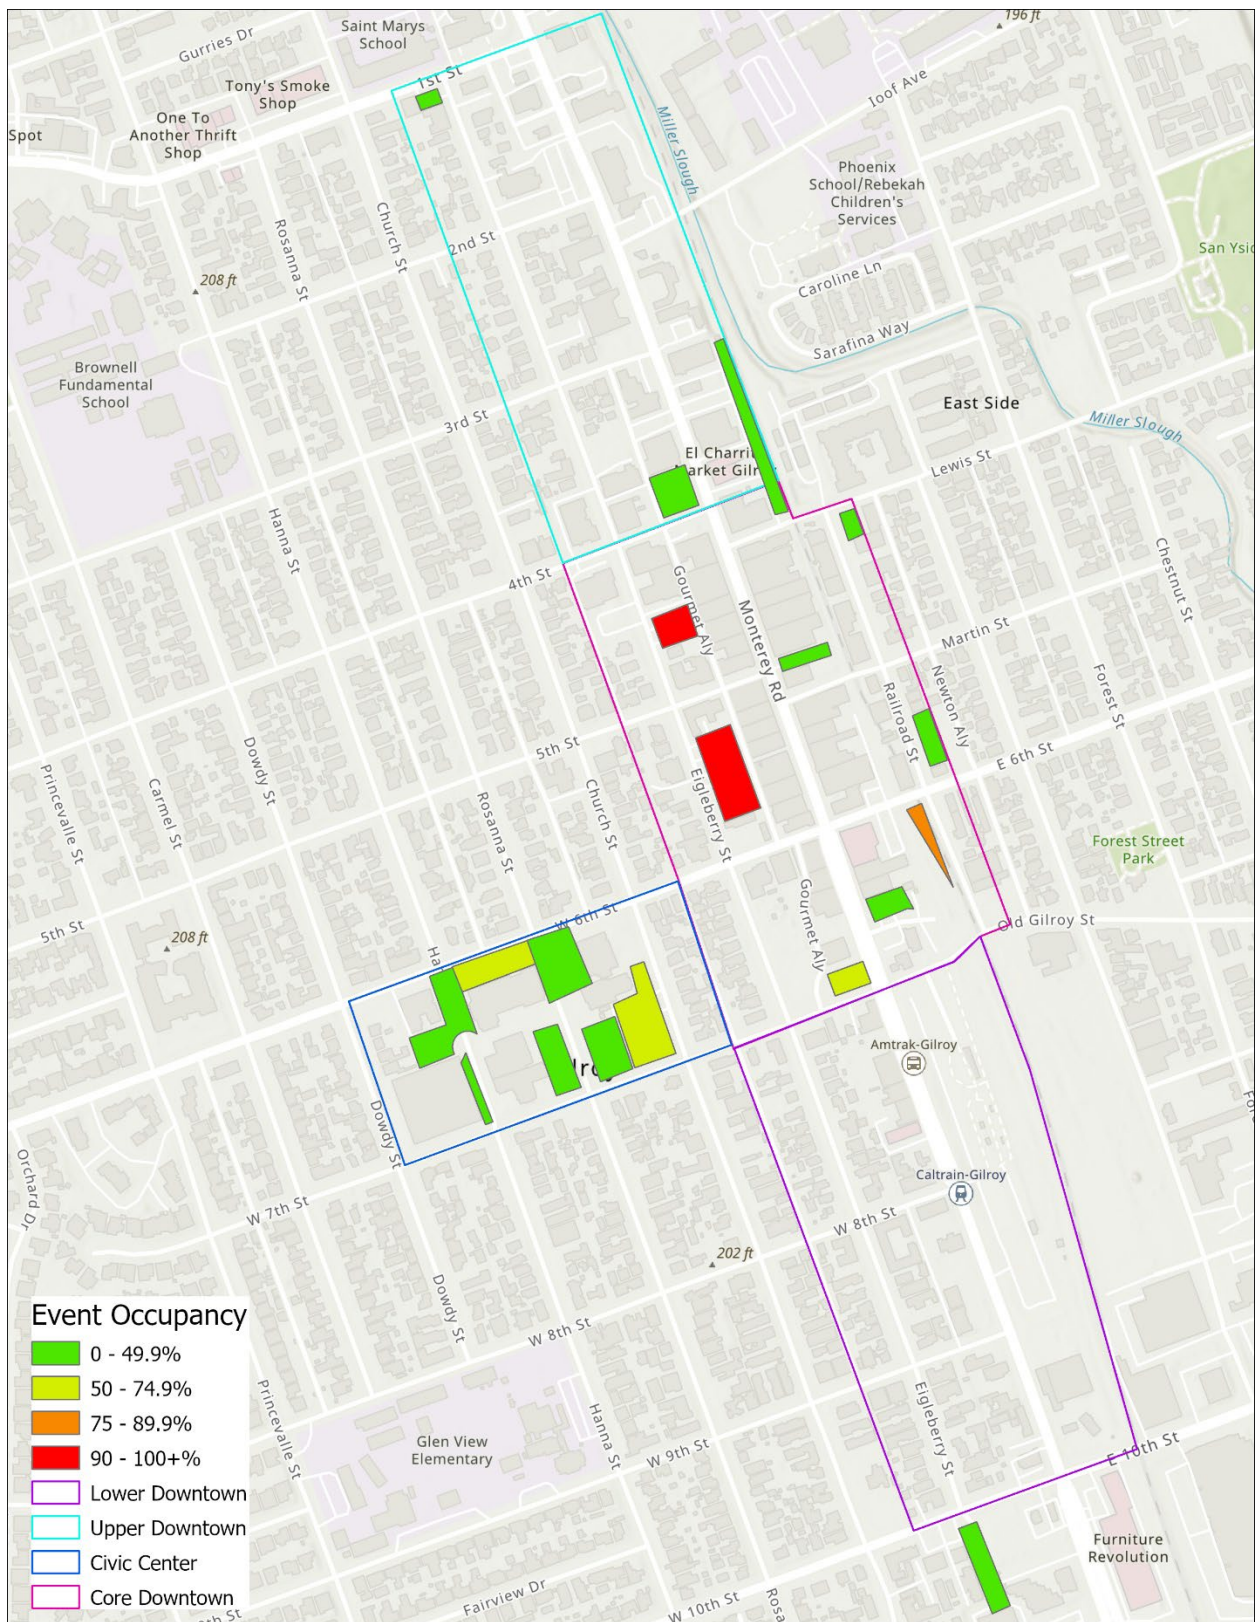 Gurries Dr
Saint Marys
School
196 ft
1st St
Tony's Smoke
Shop
Ioof Ave
One To
Another Thrift
Shop
Spot
Miller Slough
Phoenix
School/Rebekah
Children's
Services
Church St
Rosanna St
2nd St
San Ysid
208 ft
Caroline Ln
Sarafina Way
Brownell
Fundamental
School
3rd St
East Side
Miller Slough
El Charrit
Market Gilr
Lewis St
Hanna St
4th St
Gourmet Aly
Monterey Rd
Chestnut St
Martin St
Newton Aly
Forest St
Railroad St
Dowdy St
5th St
E 6th St
Princevalle St
Carmel St
Rosanna St
Church St
Eigleberry St
Forest Street
Park
5th St
208 ft
W 6th St
Gourmet Aly
Old Gilroy St
Ha
Amtrak-Gilroy
ilroy
Dowdy St
Orchard Dr
Caltrain-Gilroy
W 7th St
W 8th St
202 ft
Dowdy St
W 8th St
Princevalle St
Hanna St
Eigleberry St
Glen View
Elementary
W 9th St
E 10th St
Furniture
Revolution
Fairview Dr
W 10th St
Rosa
Event Occupancy
0 - 49.9%
50 - 74.9%
75 - 89.9%
90 - 100+%
Lower Downtown
Upper Downtown
Civic Center
Core Downtown